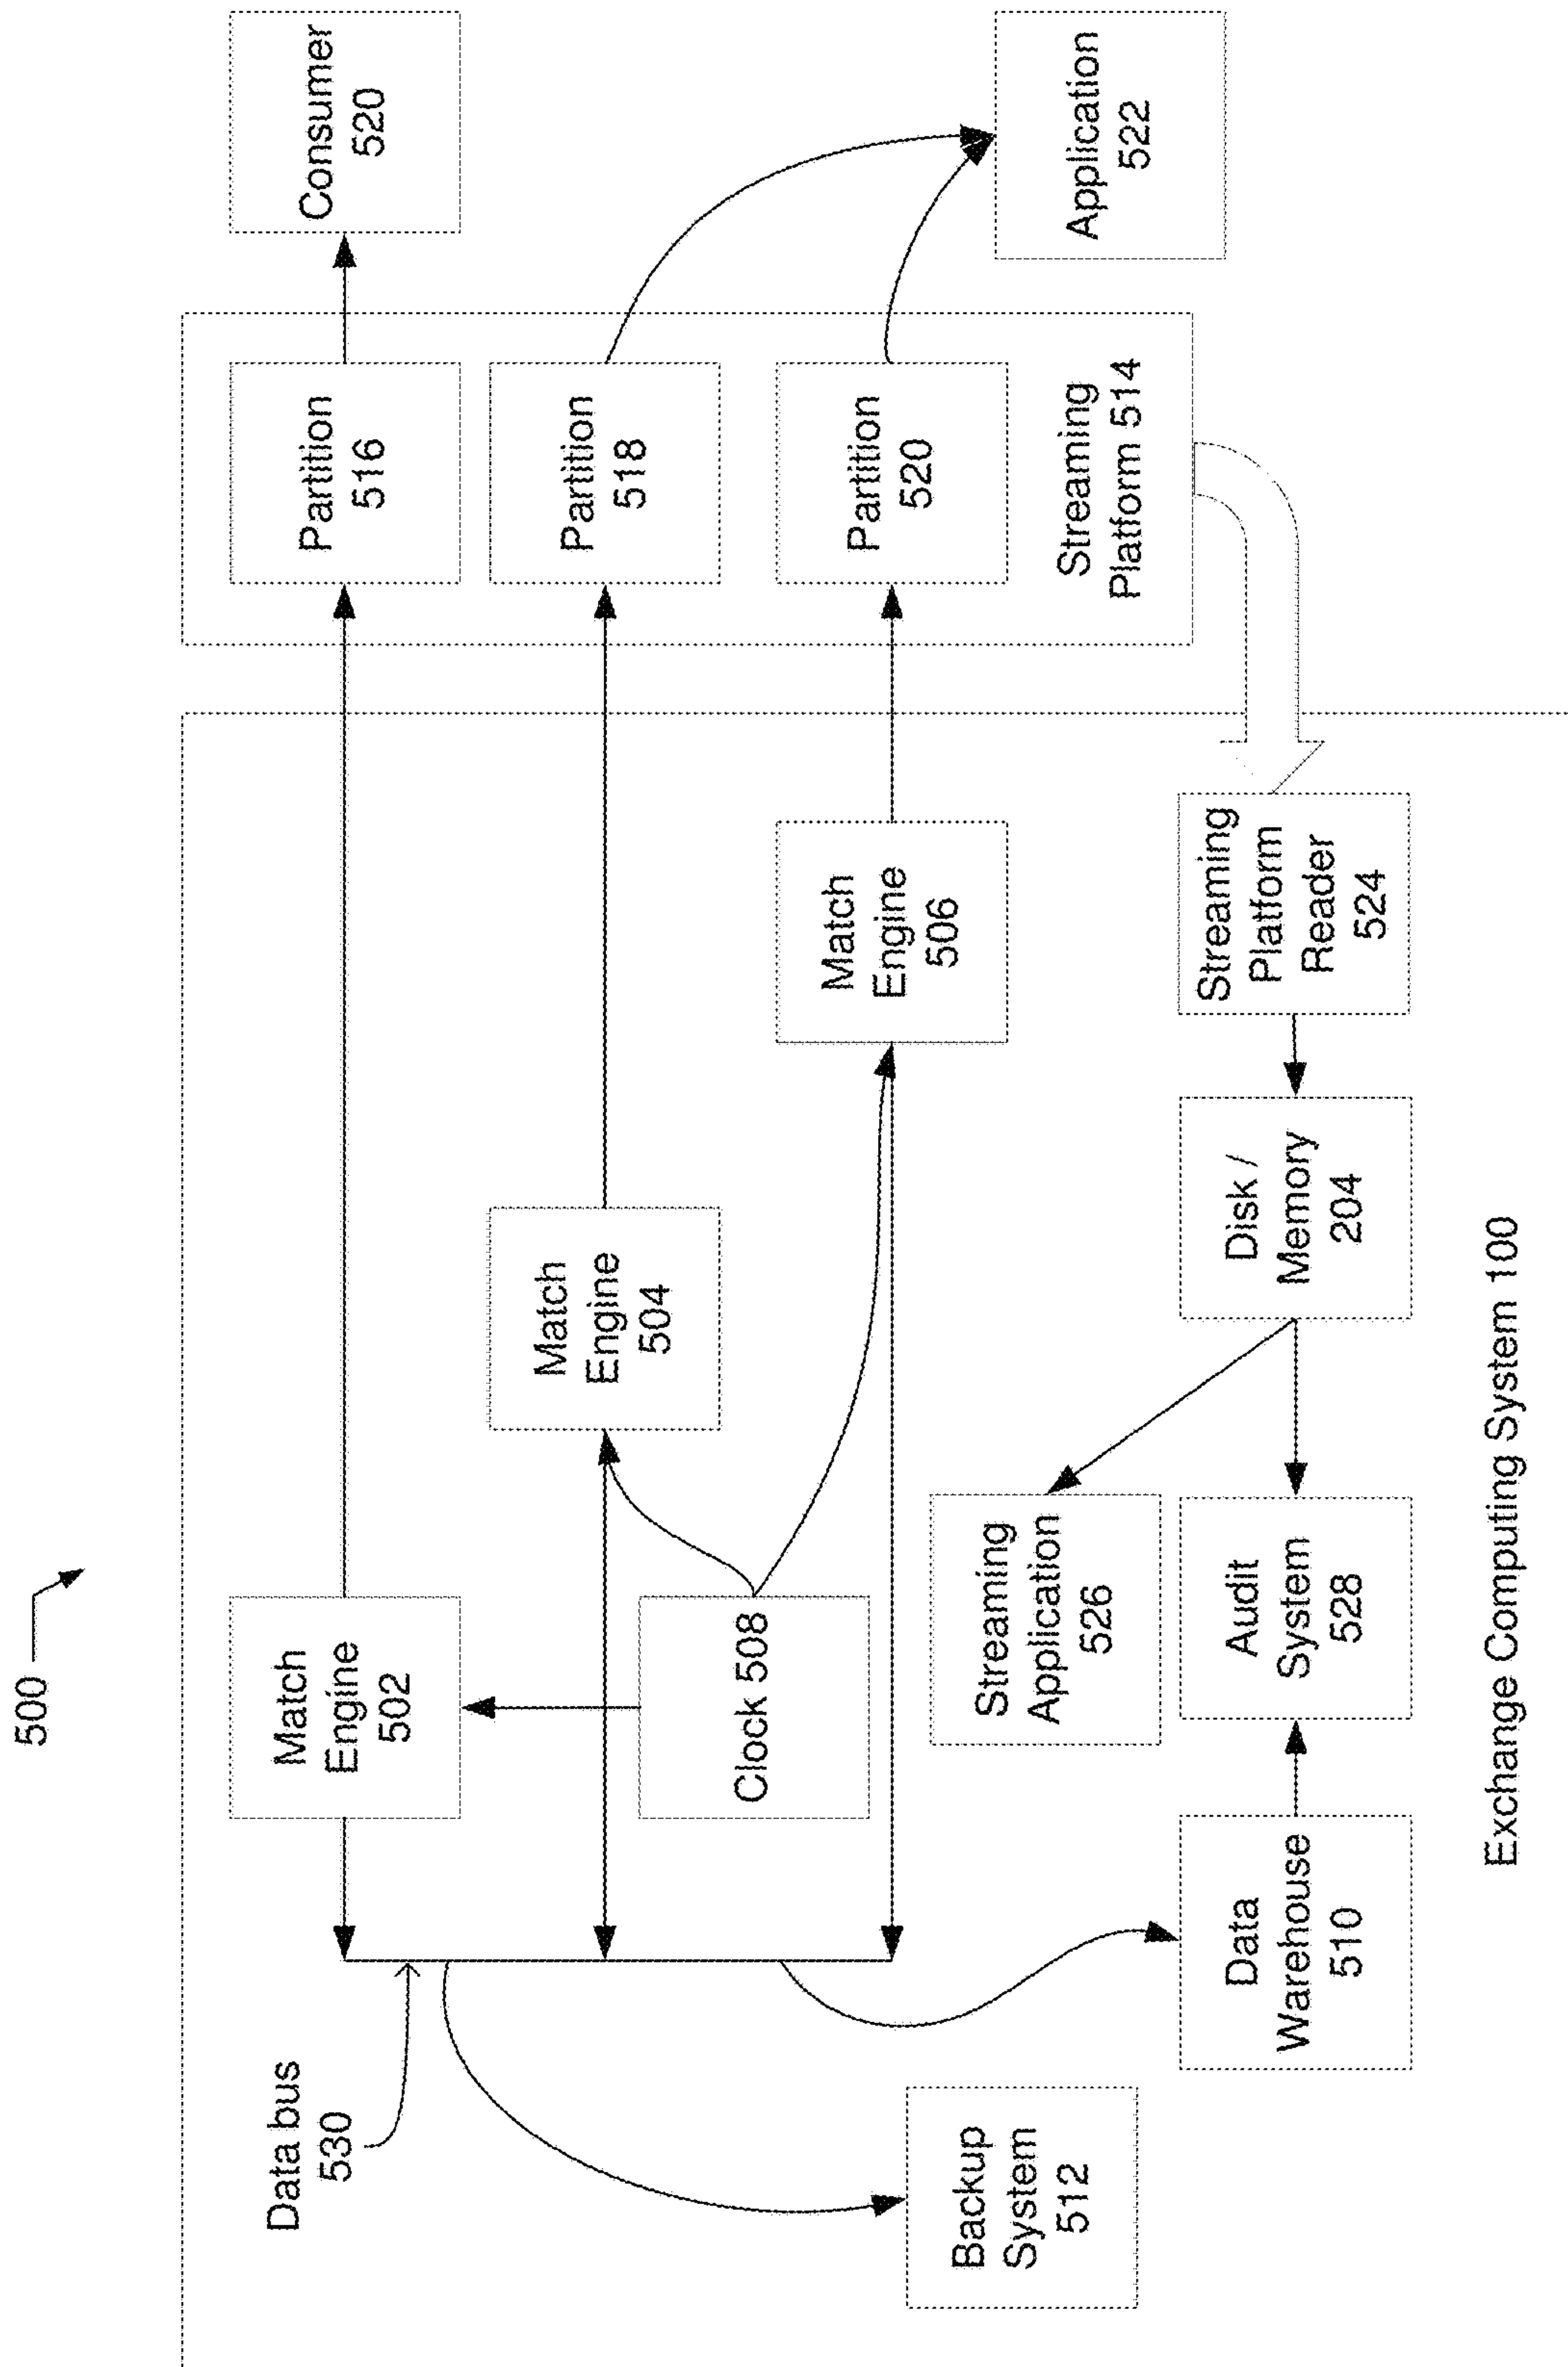 500
Data bus
530
Match
Engine
502
Partition
516
Consumer
520
Match
Engine
504
Partition
518
Clock 508
Match
Engine
506
Partition
520
Backup
System
512
Streaming
Application
526
Streaming
Platform 514
Application
522
Data
Warehouse
510
Audit
System
528
Disk /
Memory
204
Streaming
Platform
Reader
524
Exchange Computing System 100